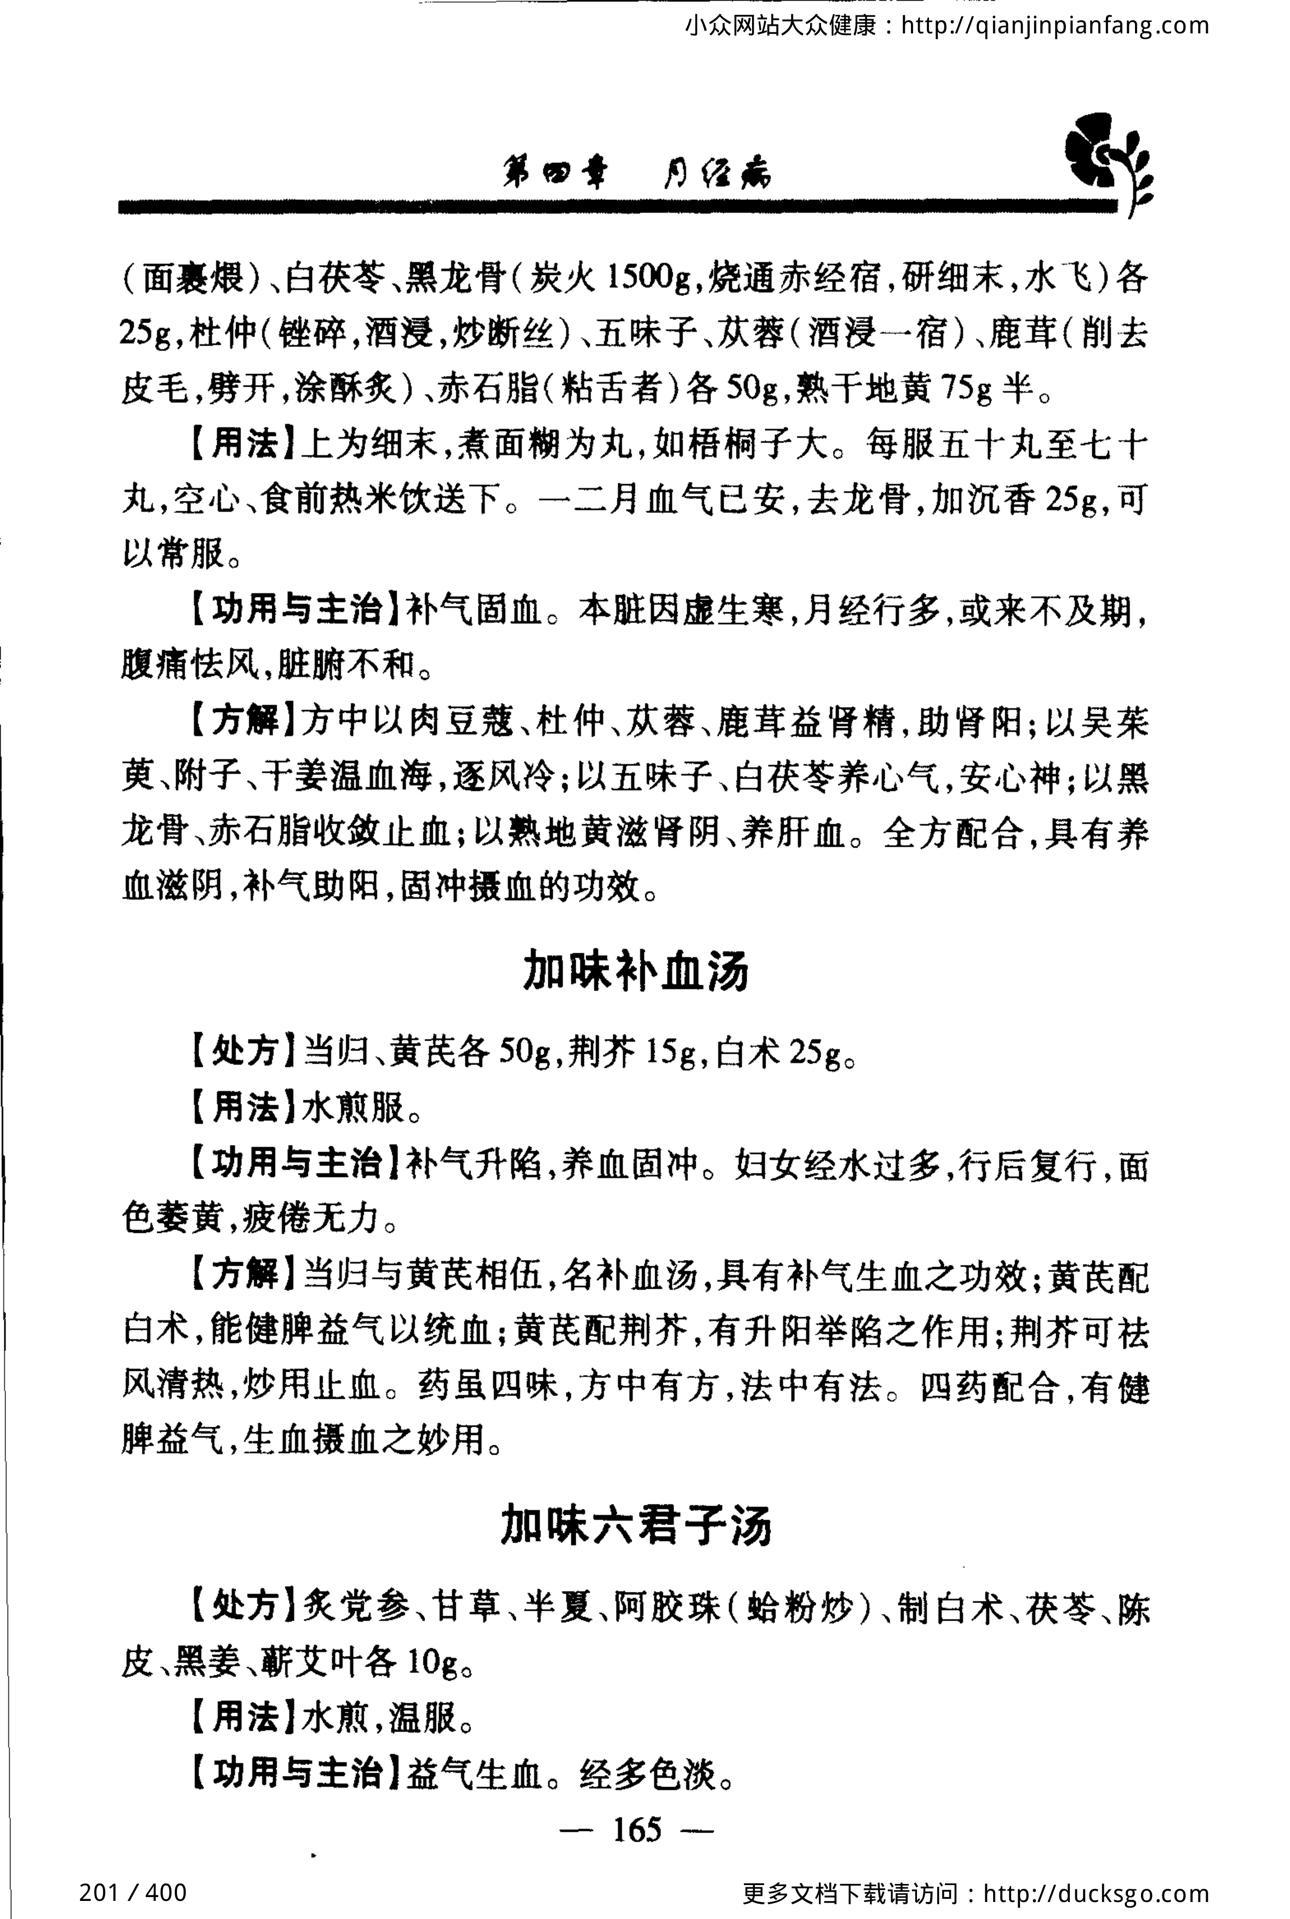 小众网站大众健康：http://qianjinpianfang.com
第四章 月经病
（面裹煨）、白茯苓、黑龙骨（炭火1500g，烧通赤经宿，研细末，水飞）各
25g，杜仲（锉碎，酒浸，炒断丝）、五味子、苁蓉（酒浸一宿）、鹿茸（削去
皮毛，劈开，涂酥炙）、赤石脂（粘舌者）各50g，熟干地黄75g半。
【用法】上为细末，煮面糊为丸，如梧桐子大。每服五十丸至七十
丸，空心、食前热米饮送下。一二月血气已安，去龙骨，加沉香25g，可
以常服。
【功用与主治】补气固血。本脏因虚生寒，月经行多，或来不及期，
腹痛怯风，脏腑不和。
【方解】方中以肉豆蔻、杜仲、苁蓉、鹿茸益肾精，助肾阳；以吴茱
萸、附子、干姜温血海，逐风冷；以五味子、白茯苓养心气，安心神；以黑
龙骨、赤石脂收敛止血；以熟地黄滋肾阴、养肝血。全方配合，具有养
血滋阴，补气助阳，固冲摄血的功效。
加味补血汤
【处方】当归、黄芪各50g，荆芥15g，白术25g。
【用法】水煎服。
【功用与主治】补气升陷，养血固冲。妇女经水过多，行后复行，面
色萎黄，疲倦无力。
【方解】当归与黄芪相伍，名补血汤，具有补气生血之功效；黄芪配
白术，能健脾益气以统血；黄芪配荆芥，有升阳举陷之作用；荆芥可祛
风清热，炒用止血。药虽四味，方中有方，法中有法。四药配合，有健
脾益气，生血摄血之妙用。
加味六君子汤
【处方】炙党参、甘草、半夏、阿胶珠（蛤粉炒）、制白术、茯苓、陈
皮、黑姜、蕲艾叶各10g。
【用法】水煎，温服。
【功用与主治】益气生血。经多色淡。
— 165 —
201 / 400
更多文档下载请访问：http://ducksgo.com